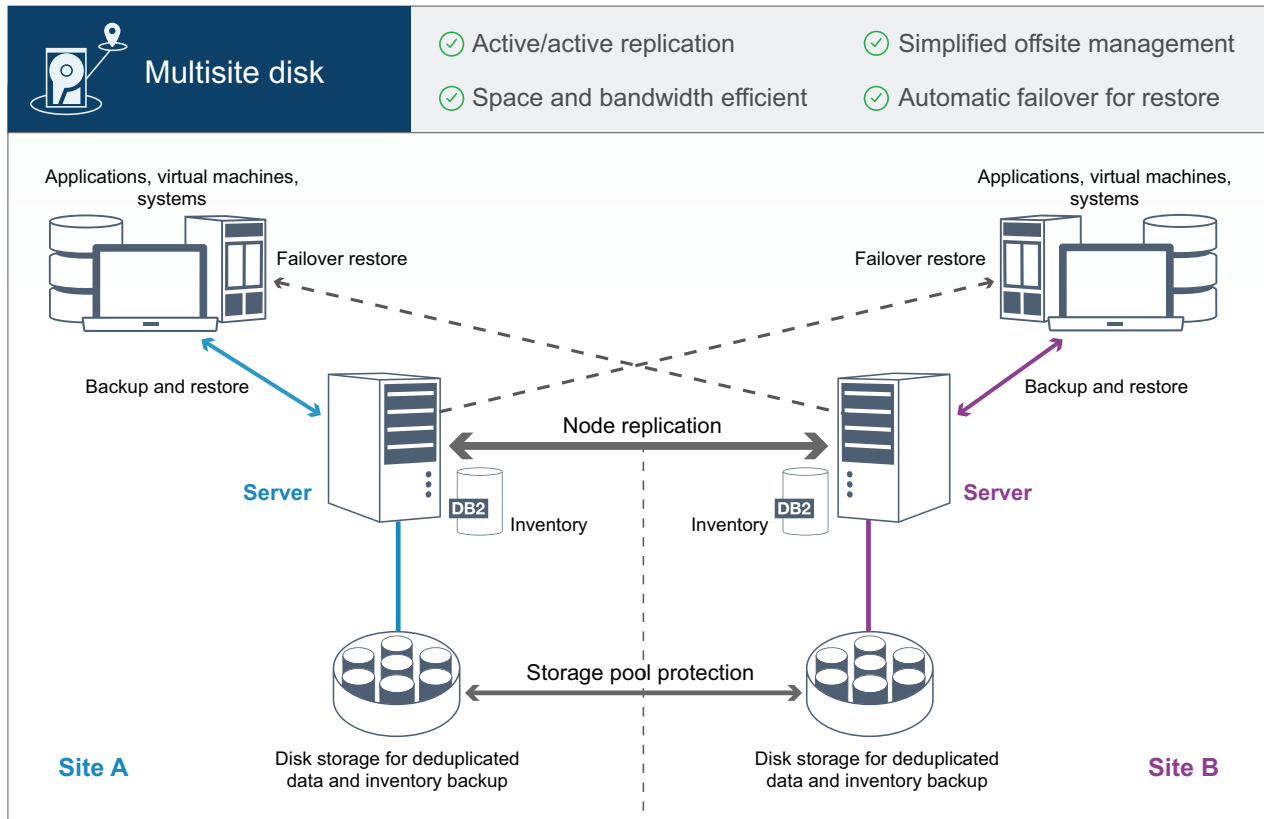 Multisite disk
Active/active replication
Simplified offsite management
Space and bandwidth efficient
Automatic failover for restore
Applications, virtual machines,
systems
Applications, virtual machines,
systems
Failover restore
Failover restore
Backup and restore
Backup and restore
Node replication
Server
Server
DB2
Inventory
DB2
Inventory
Storage pool protection
Disk storage for deduplicated
data and inventory backup
Disk storage for deduplicated
data and inventory backup
Site A
Site B